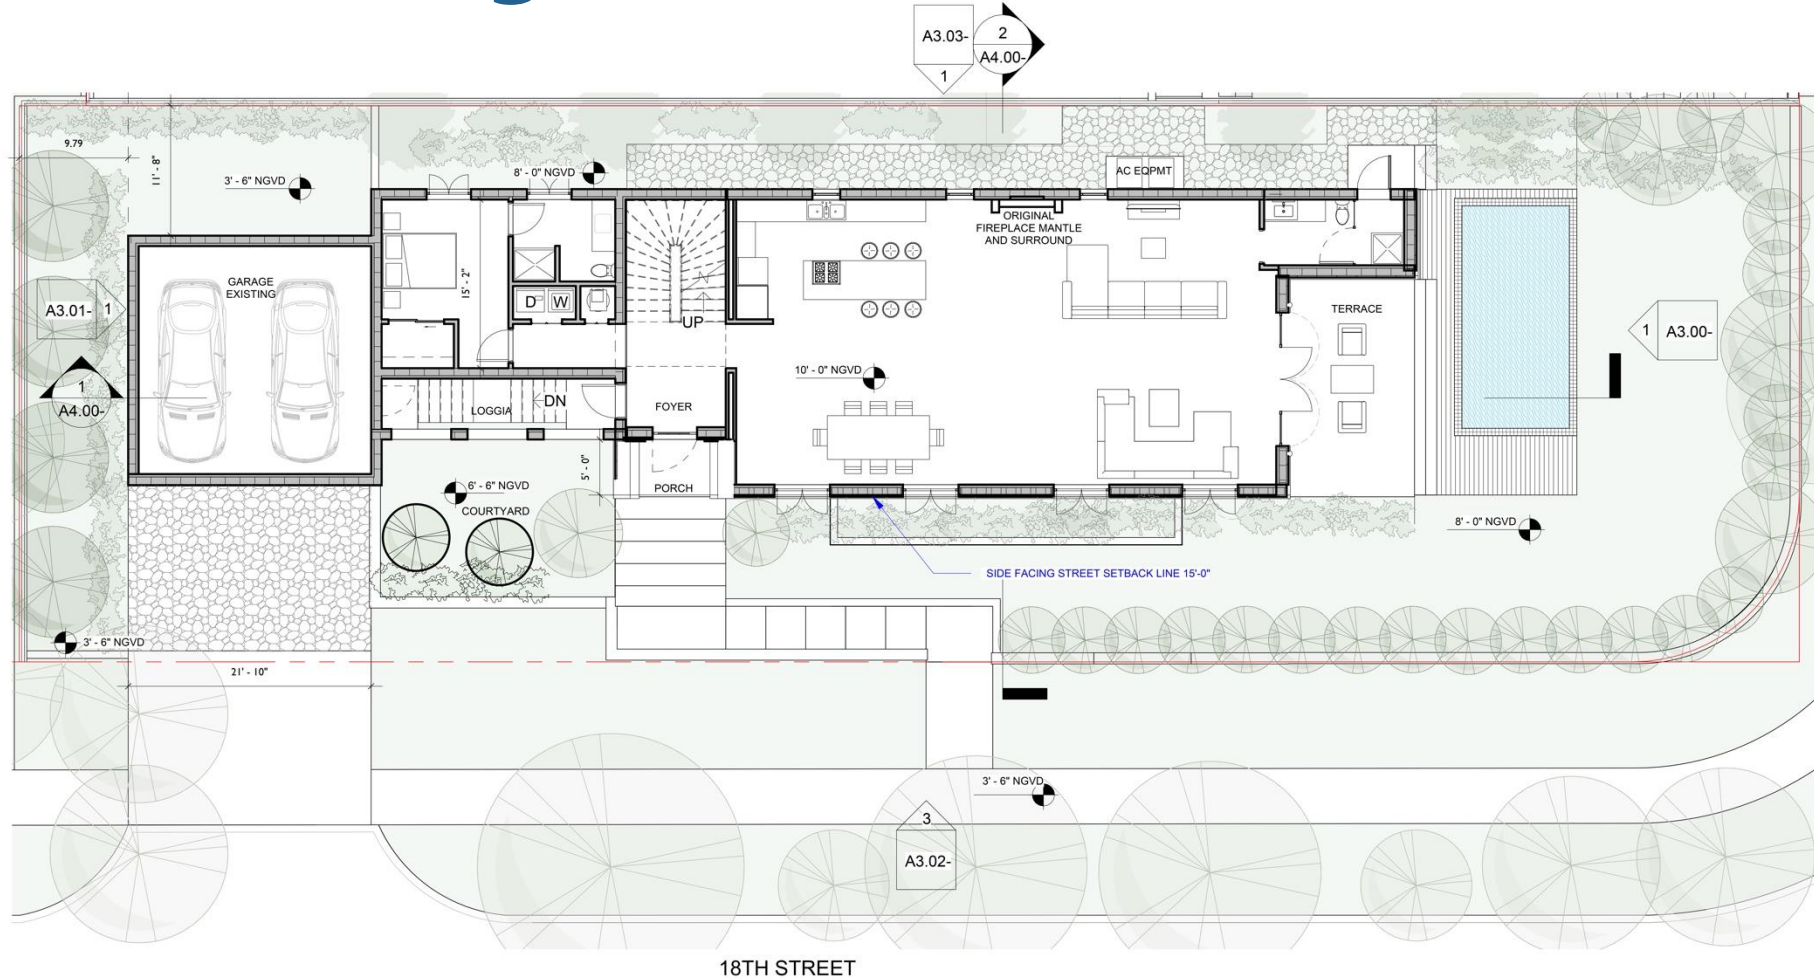 A3.03-
1
2
A4.00-
9.79
11' - 8"
3' - 6" NGVD
8' - 0" NGVD
AC EQPMT
ORIGINAL
FIREPLACE MANTLE
AND SURROUND
GARAGE
EXISTING
15' - 2"
D
W
UP
A3.01-
1
TERRACE
1
A3.00-
1
A4.00-
10' - 0" NGVD
LOGGIA
DN
FOYER
5' - 0"
PORCH
6' - 6" NGVD
COURTYARD
8' - 0" NGVD
SIDE FACING STREET SETBACK LINE 15'-0"
3' - 6" NGVD
21' - 10"
3' - 6" NGVD
3
A3.02-
18TH STREET